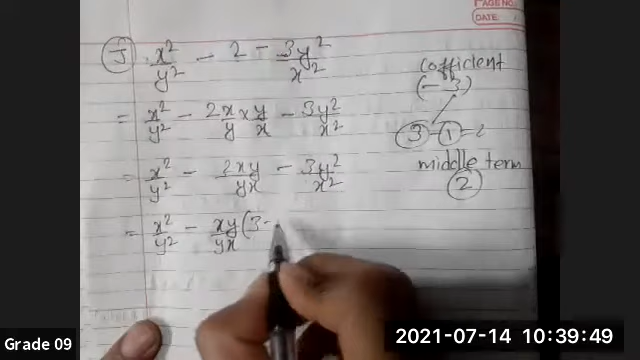 PAGE NO.
DATE
J x²/y² - 2 - 3y²/x²
cofficient
(-3)
= x²/y² - 2x/y × y/x - 3y²/x²
3 - 1 = 2
middle term
2
= x²/y² - 2xy/yx - 3y²/x²
= x²/y² - xy/yx (3-
Grade 09
2021-07-14 10:39:49